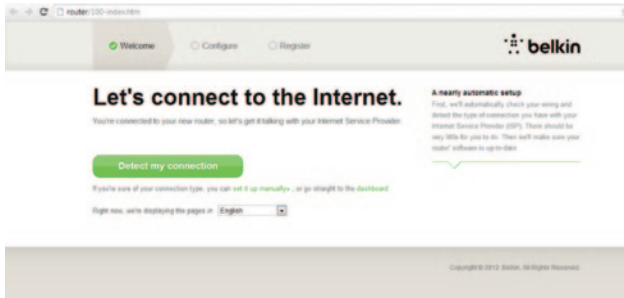 router/100-index.htm
Welcome Configure Register
belkin
Let's connect to the Internet.
You're connected to your new router, so let's get it talking with your Internet Service Provider.
Detect my connection
If you're sure of your connection type, you can set it up manually», or go straight to the dashboard
Right now, we're displaying the pages in English
A nearly automatic setup
First, we'll automatically check your wiring and
detect the type of connection you have with your
Internet Service Provider (ISP). There should be
very little for you to do. Then we'll make sure your
router' software is up-to-date
Copyright © 2012 Belkin, All Rights Reserved.